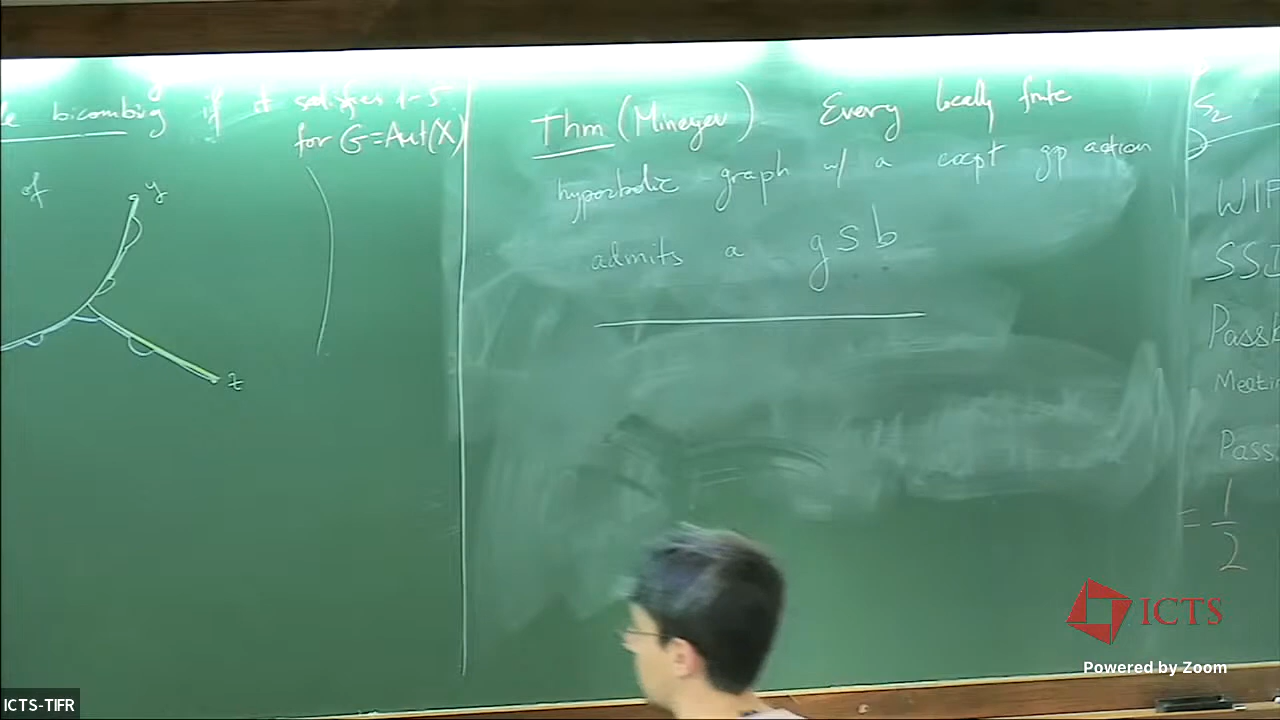 bicombing if it satisfies 1-5
for G=Aut(X)
of
y
z
Thm (Mineyev) Every locally finite
hyperbolic graph w/ a cocpt gp action
admits a gsb
S2
WIF
SSI
Pass
Meetin
Pass
= 1/2
ICTS
Powered by Zoom
ICTS-TIFR